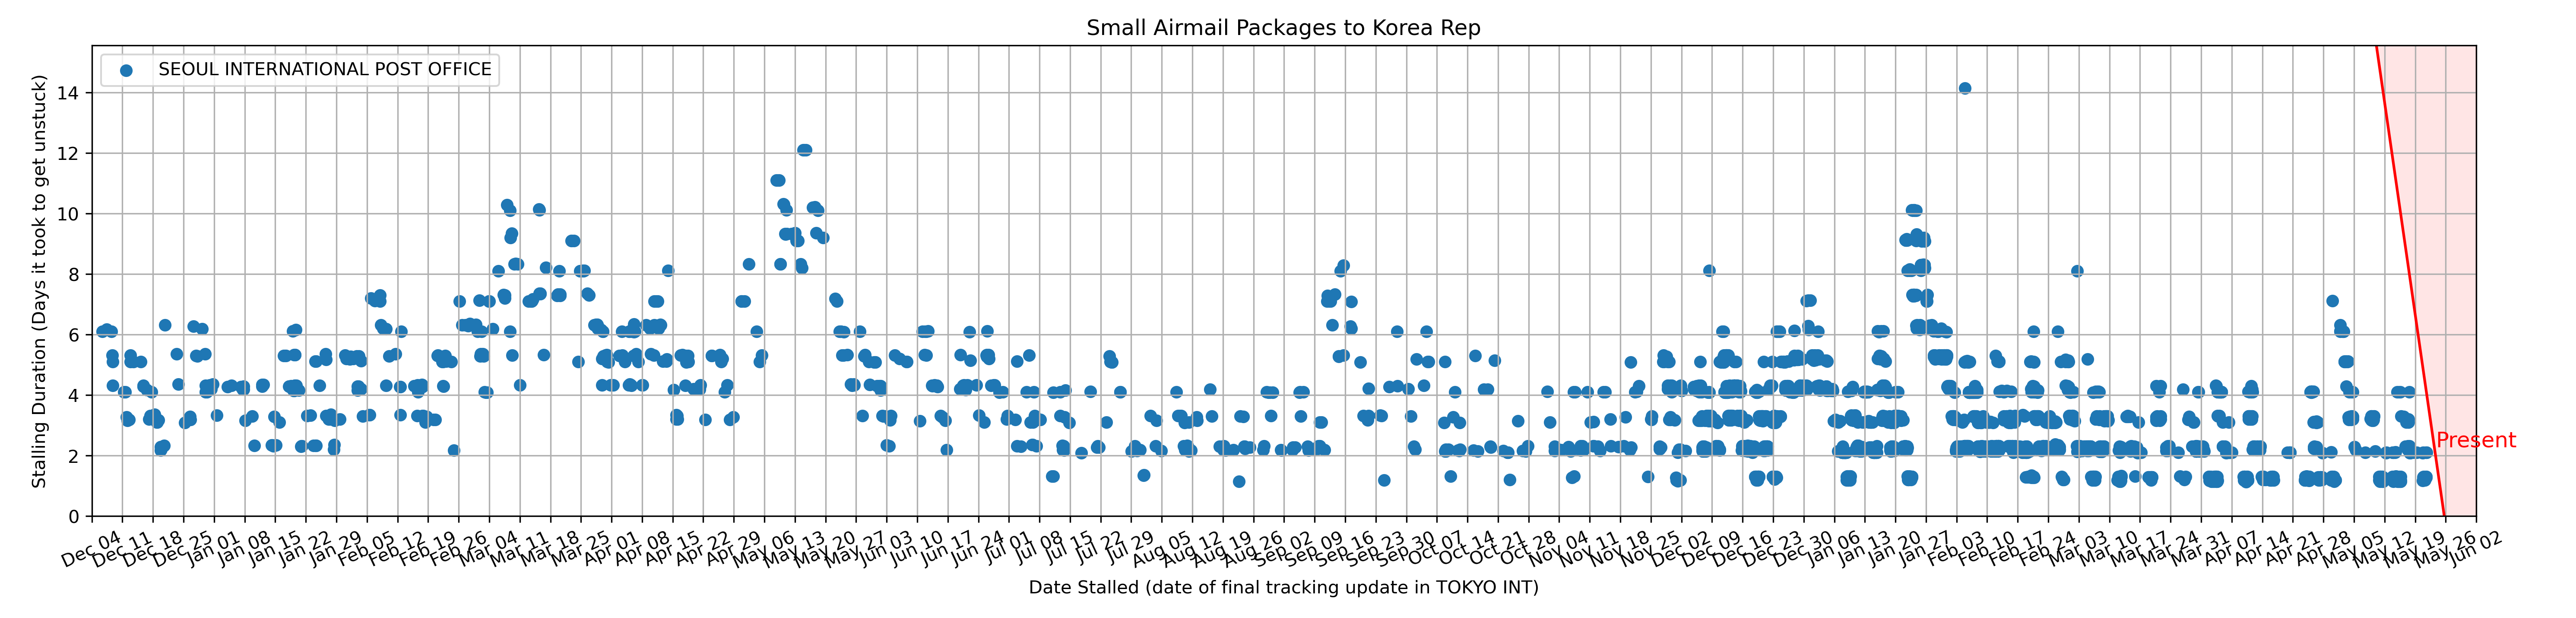 Small Airmail Packages to Korea Rep
SEOUL INTERNATIONAL POST OFFICE
Stalling Duration (Days it took to get unstuck)
14
12
10
8
6
4
2
0
Present
Dec 04 Dec 11 Dec 18 Dec 25 Jan 01 Jan 08 Jan 15 Jan 22 Jan 29 Feb 05 Feb 12 Feb 19 Feb 26 Mar 04 Mar 11 Mar 18 Mar 25 Apr 01 Apr 08 Apr 15 Apr 22 Apr 29 May 06 May 13 May 20 May 27 Jun 03 Jun 10 Jun 17 Jun 24 Jul 01 Jul 08 Jul 15 Jul 22 Jul 29 Aug 05 Aug 12 Aug 19 Aug 26 Sep 02 Sep 09 Sep 16 Sep 23 Sep 30 Oct 07 Oct 14 Oct 21 Oct 28 Nov 04 Nov 11 Nov 18 Nov 25 Dec 02 Dec 09 Dec 16 Dec 23 Dec 30 Jan 06 Jan 13 Jan 20 Jan 27 Feb 03 Feb 10 Feb 17 Feb 24 Mar 03 Mar 10 Mar 17 Mar 24 Mar 31 Apr 07 Apr 14 Apr 21 Apr 28 May 05 May 12 May 19 May 26 Jun 02
Date Stalled (date of final tracking update in TOKYO INT)